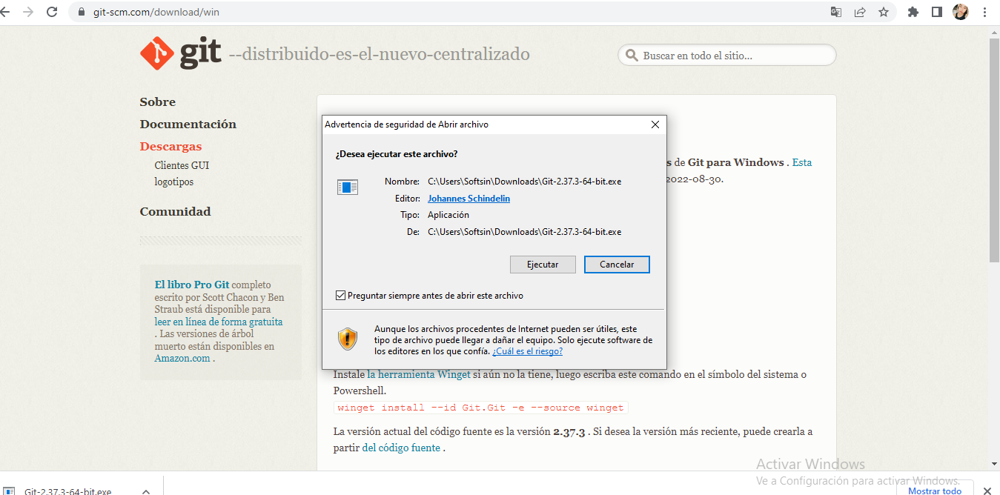 git-scm.com/download/win
git --distribuido-es-el-nuevo-centralizado
Buscar en todo el sitio...
Sobre
Documentación
Descargas
Clientes GUI
logotipos
Comunidad
El libro Pro Git completo
escrito por Scott Chacon y Ben
Straub está disponible para
leer en línea de forma gratuita
. Las versiones de árbol
muerto están disponibles en
Amazon.com .
s de Git para Windows . Esta
2022-08-30.
Advertencia de seguridad de Abrir archivo
¿Desea ejecutar este archivo?
Nombre: C:\Users\Softsin\Downloads\Git-2.37.3-64-bit.exe
Editor: Johannes Schindelin
Tipo: Aplicación
De: C:\Users\Softsin\Downloads\Git-2.37.3-64-bit.exe
Ejecutar Cancelar
Preguntar siempre antes de abrir este archivo
Aunque los archivos procedentes de Internet pueden ser útiles, este
tipo de archivo puede llegar a dañar el equipo. Solo ejecute software de
los editores en los que confía. ¿Cuál es el riesgo?
Instale la herramienta Winget si aún no la tiene, luego escriba este comando en el símbolo del sistema o
Powershell.
winget install --id Git.Git -e --source winget
La versión actual del código fuente es la versión 2.37.3 . Si desea la versión más reciente, puede crearla a
partir del código fuente .
Activar Windows
Ve a Configuración para activar Windows.
Git-2.37.3-64-bit.exe
Mostrar todo